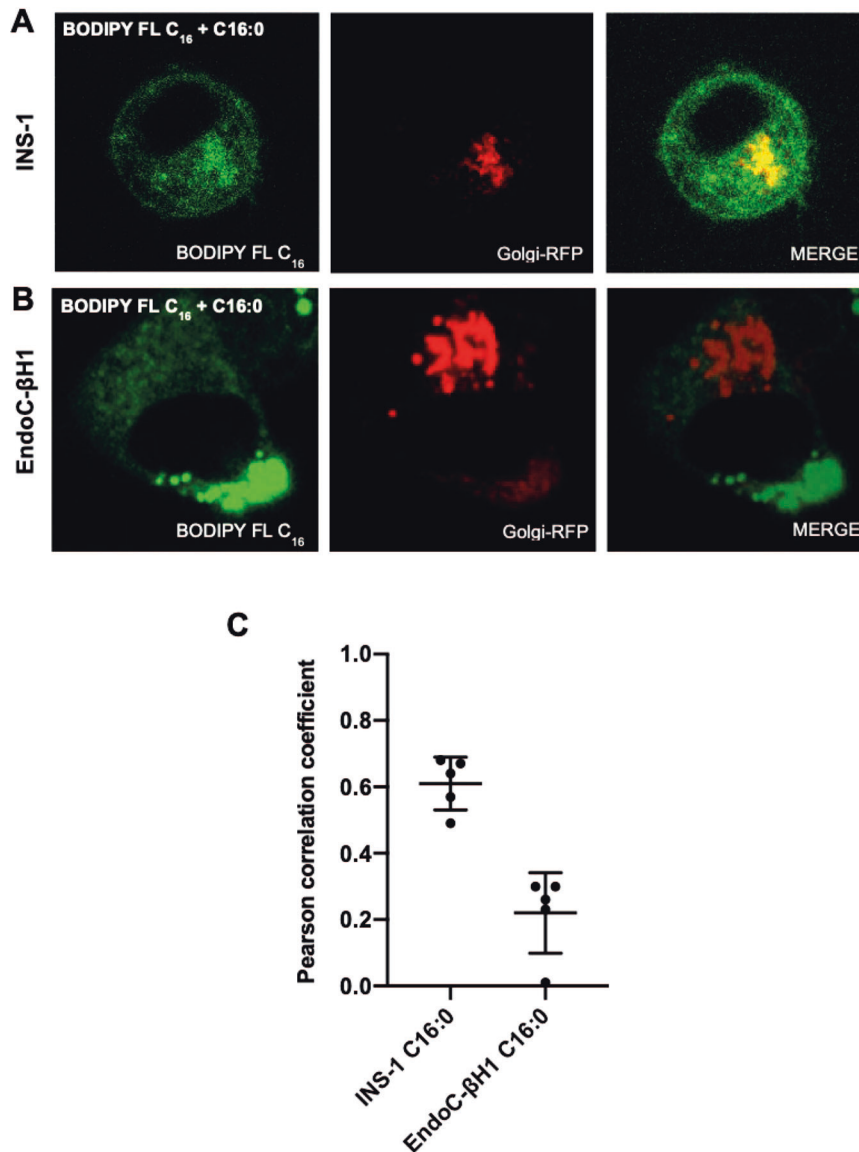 A
BODIPY FL C₁₆ + C16:0
INS-1
BODIPY FL C₁₆
Golgi-RFP
MERGE
B
BODIPY FL C₁₆ + C16:0
EndoC-βH1
BODIPY FL C₁₆
Golgi-RFP
MERGE
C
Pearson correlation coefficient
1.0
0.8
0.6
0.4
0.2
0.0
INS-1 C16:0
EndoC-βH1 C16:0